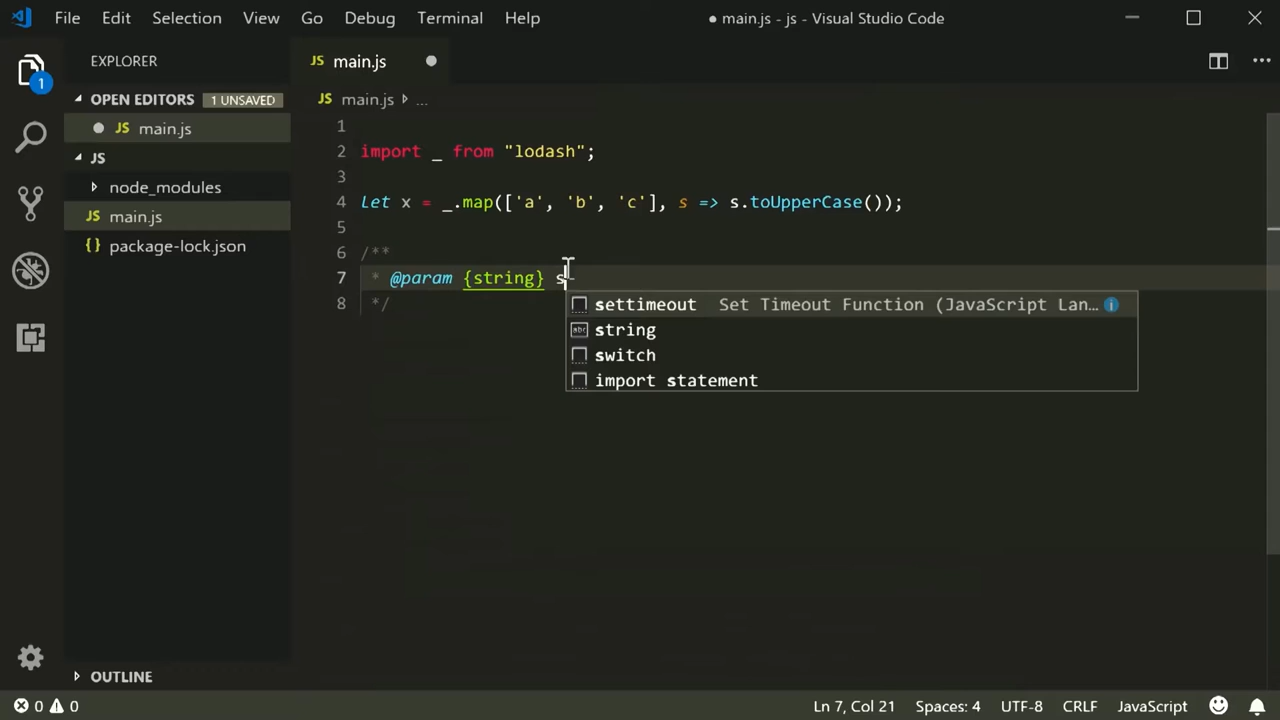 File Edit Selection View Go Debug Terminal Help ● main.js - js - Visual Studio Code
1
EXPLORER
OPEN EDITORS 1 UNSAVED
JS main.js
JS
node_modules
JS main.js
{} package-lock.json
OUTLINE
JS main.js
JS main.js ...
1
2 import _ from "lodash";
3
4 let x = _.map(['a', 'b', 'c'], s => s.toUpperCase());
5
6 /**
7 * @param {string} s
8 */
settimeout Set Timeout Function (JavaScript Lan...
abc string
switch
import statement
0 0 Ln 7, Col 21 Spaces: 4 UTF-8 CRLF JavaScript